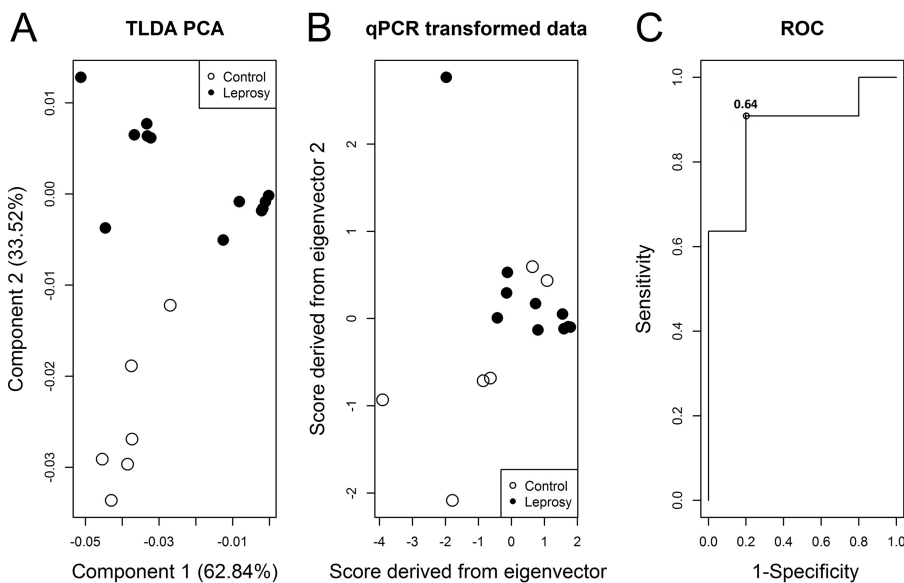 A
TLDA PCA
Control
Leprosy
0.01
0.00
-0.01
-0.02
-0.03
Component 2 (33.52%)
-0.05
-0.03
-0.01
Component 1 (62.84%)
B
qPCR transformed data
2
1
0
-1
-2
Score derived from eigenvector 2
Control
Leprosy
-4
-3
-2
-1
0
1
2
Score derived from eigenvector
C
ROC
1.0
0.8
0.6
0.4
0.2
0.0
Sensitivity
0.64
0.0
0.2
0.4
0.6
0.8
1.0
1-Specificity